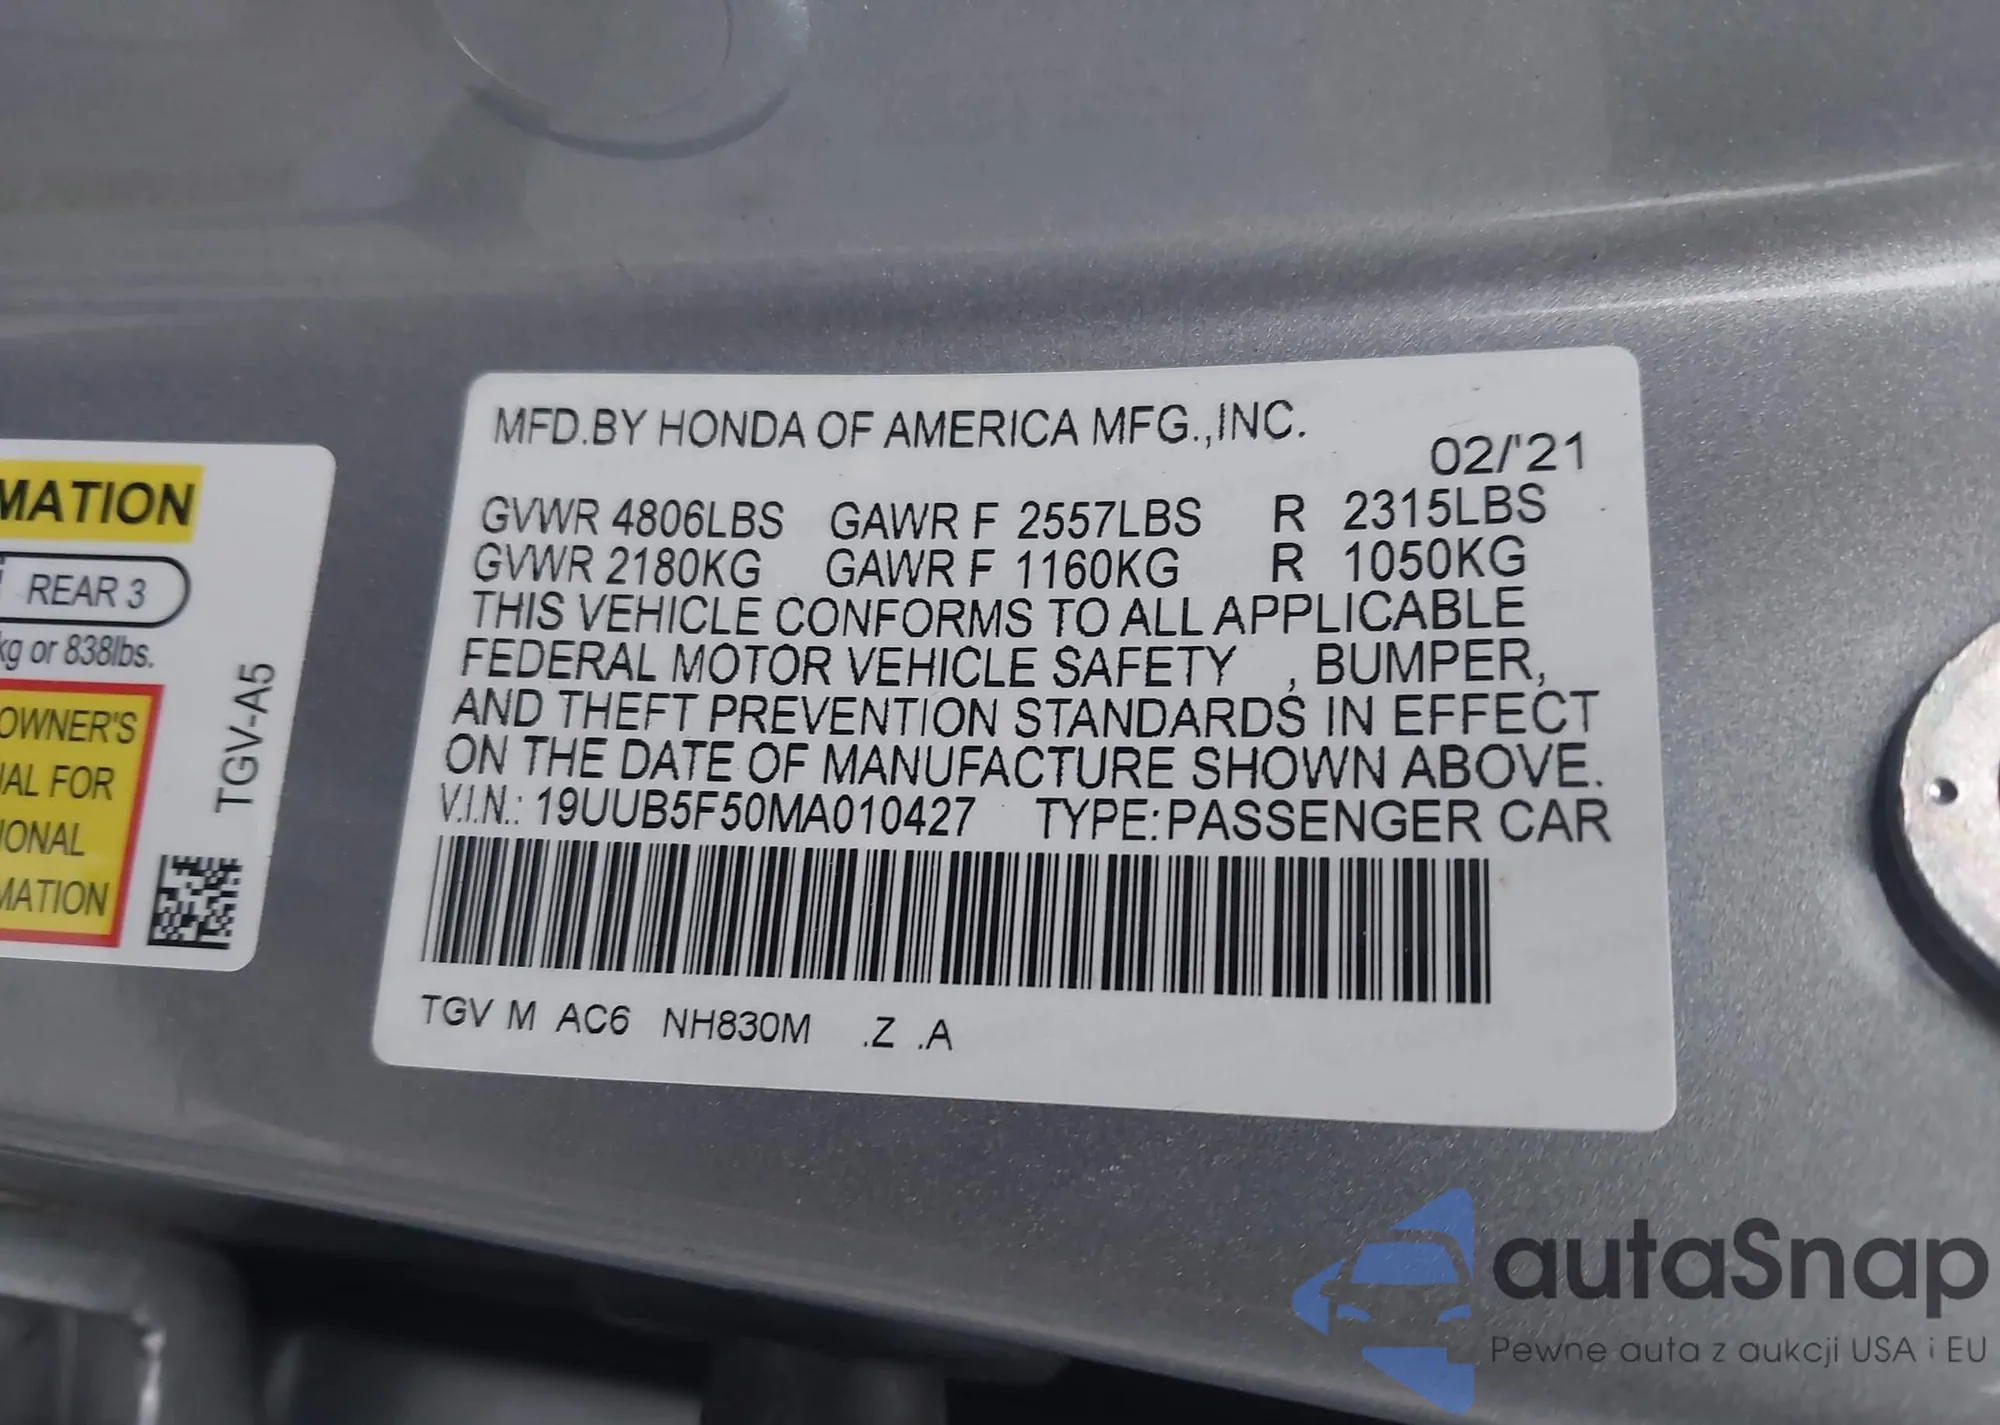 MATION
REAR 3
kg or 838lbs.
OWNER'S
AL FOR
IONAL
MATION
TGV-A5
MFD.BY HONDA OF AMERICA MFG.,INC.
02/'21
GVWR 4806LBS GAWR F 2557LBS R 2315LBS
GVWR 2180KG GAWR F 1160KG R 1050KG
THIS VEHICLE CONFORMS TO ALL APPLICABLE
FEDERAL MOTOR VEHICLE SAFETY , BUMPER,
AND THEFT PREVENTION STANDARDS IN EFFECT
ON THE DATE OF MANUFACTURE SHOWN ABOVE.
V.I.N.: 19UUB5F50MA010427 TYPE:PASSENGER CAR
TGV M AC6 NH830M .Z .A
autaSnap
Pewne auta z aukcji USA i EU